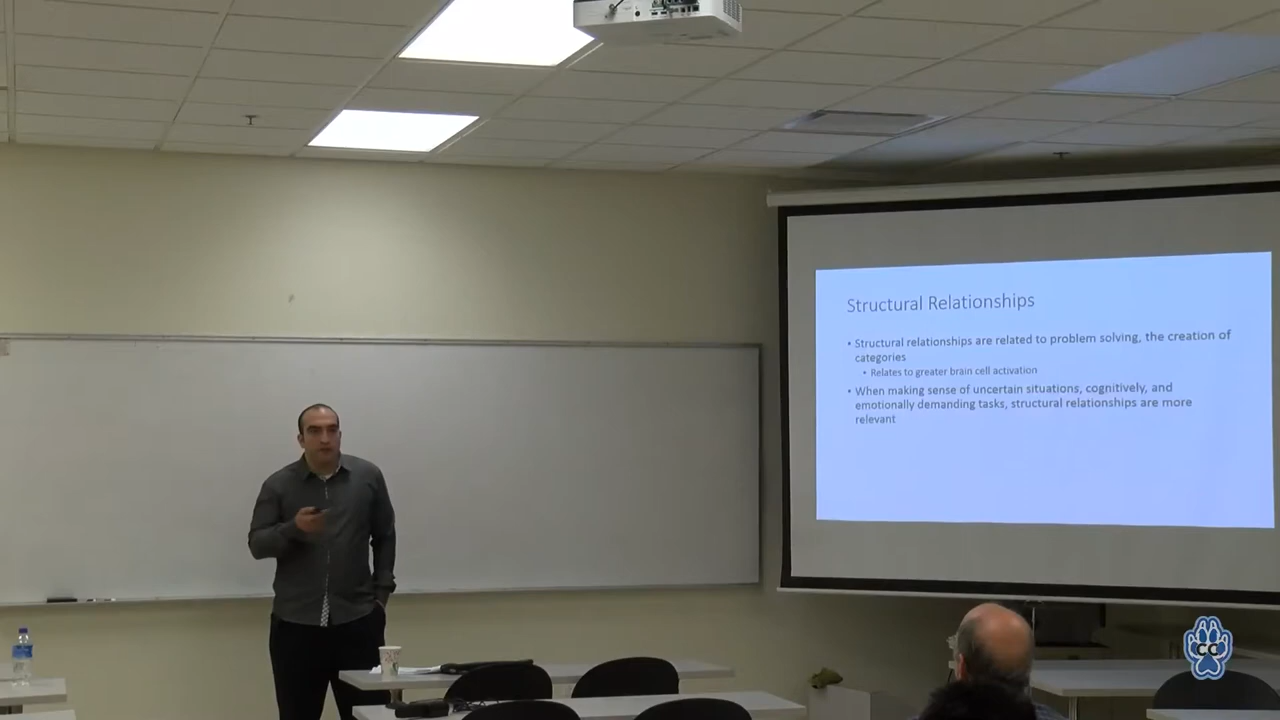 Structural Relationships
• Structural relationships are related to problem solving, the creation of
categories
• Relates to greater brain cell activation
• When making sense of uncertain situations, cognitively, and
emotionally demanding tasks, structural relationships are more
relevant
CC